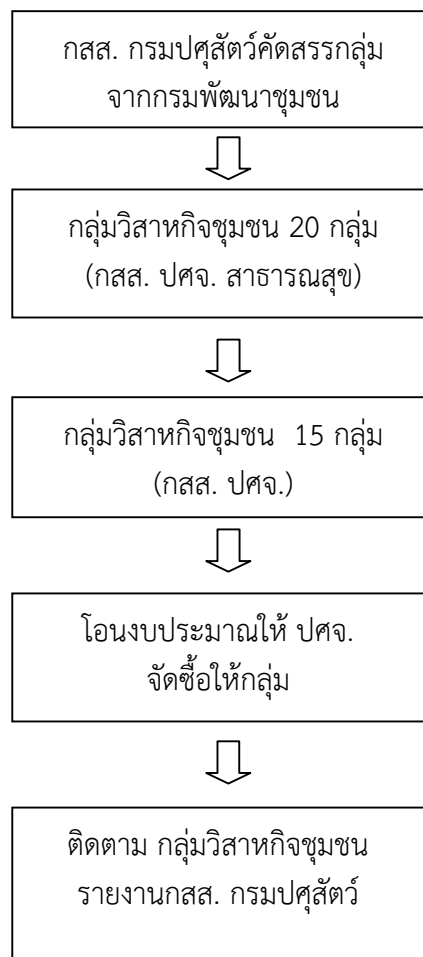 กสส. กรมปศุสัตว์คัดสรรกลุ่ม
จากกรมพัฒนาชุมชน
กลุ่มวิสาหกิจชุมชน 20 กลุ่ม
(กสส. ปศจ. สาธารณสุข)
กลุ่มวิสาหกิจชุมชน 15 กลุ่ม
(กสส. ปศจ.)
โอนงบประมาณให้ ปศจ.
จัดซื้อให้กลุ่ม
ติดตาม กลุ่มวิสาหกิจชุมชน
รายงานกสส. กรมปศุสัตว์